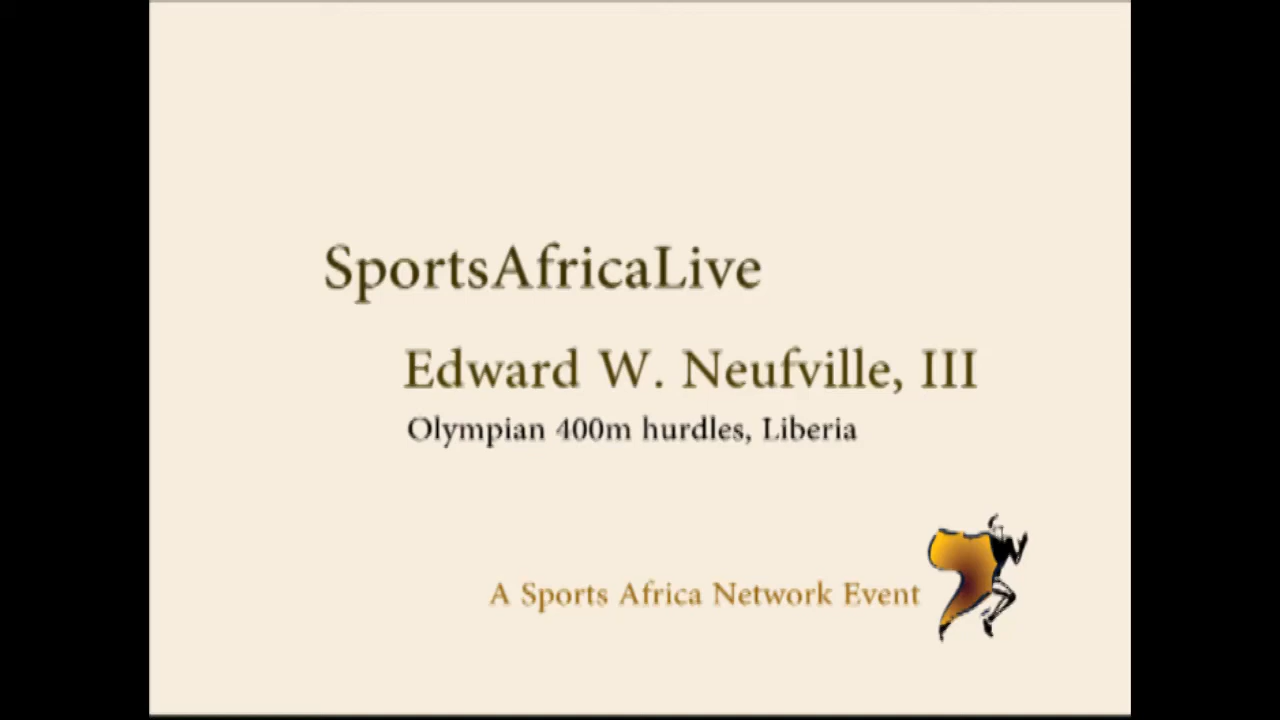 SportsAfricaLive
Edward W. Neufville, III
Olympian 400m hurdles, Liberia
A Sports Africa Network Event